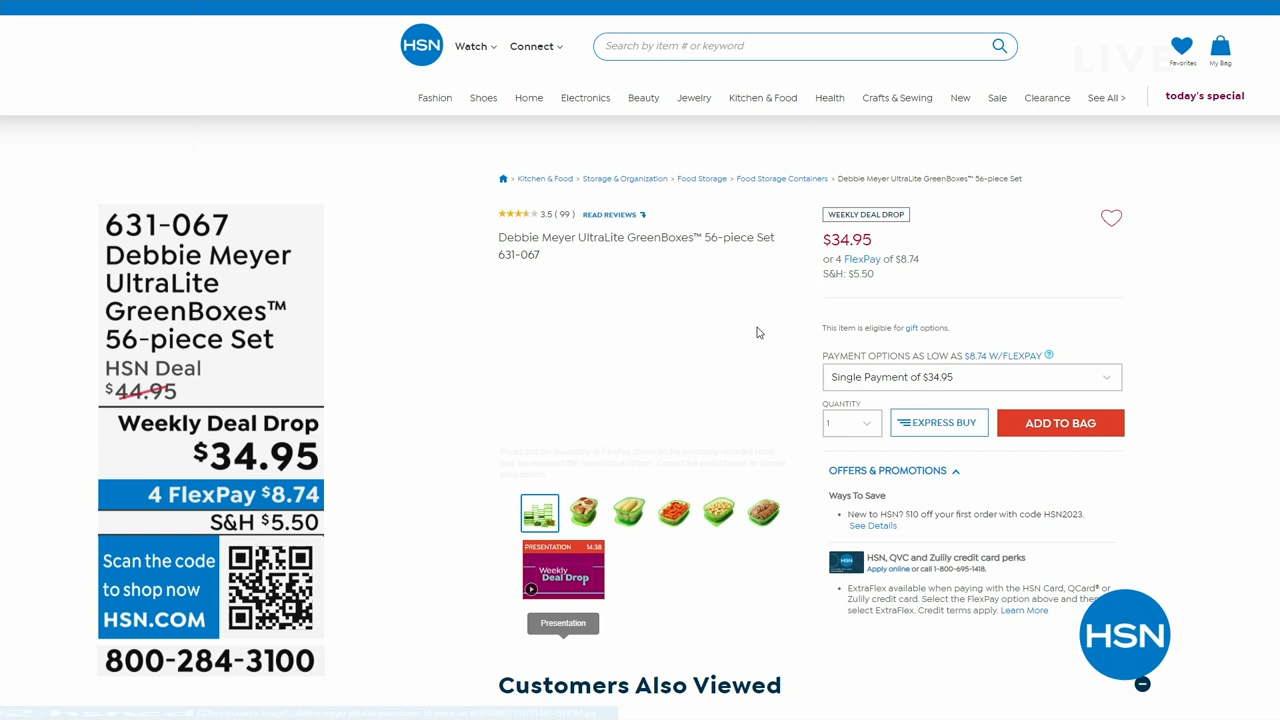 HSN
Watch
Connect
Search by item # or keyword
LIVE
Favorites
My Bag
Fashion
Shoes
Home
Electronics
Beauty
Jewelry
Kitchen & Food
Health
Crafts & Sewing
New
Sale
Clearance
See All >
today's special
> Kitchen & Food > Storage & Organization > Food Storage > Food Storage Containers > Debbie Meyer UltraLite GreenBoxes™ 56-piece Set
631-067
Debbie Meyer
UltraLite
GreenBoxes™
56-piece Set
HSN Deal
$44.95
Weekly Deal Drop
$34.95
4 FlexPay $8.74
S&H $5.50
Scan the code
to shop now
HSN.COM
800-284-3100
3.5 ( 99 ) READ REVIEWS
Debbie Meyer UltraLite GreenBoxes™ 56-piece Set
631-067
PRESENTATION 14:38
Weekly
Deal Drop
Presentation
WEEKLY DEAL DROP
$34.95
or 4 FlexPay of $8.74
S&H: $5.50
This item is eligible for gift options.
PAYMENT OPTIONS AS LOW AS $8.74 W/FLEXPAY ?
Single Payment of $34.95
QUANTITY
1
EXPRESS BUY
ADD TO BAG
OFFERS & PROMOTIONS
Ways To Save
• New to HSN? $10 off your first order with code HSN2023.
See Details
HSN, QVC and Zulily credit card perks
Apply online or call 1-800-695-1418.
• ExtraFlex available when paying with the HSN Card, QCard® or
Zulily credit card. Select the FlexPay option above and then
select ExtraFlex. Credit terms apply. Learn More
HSN
Customers Also Viewed